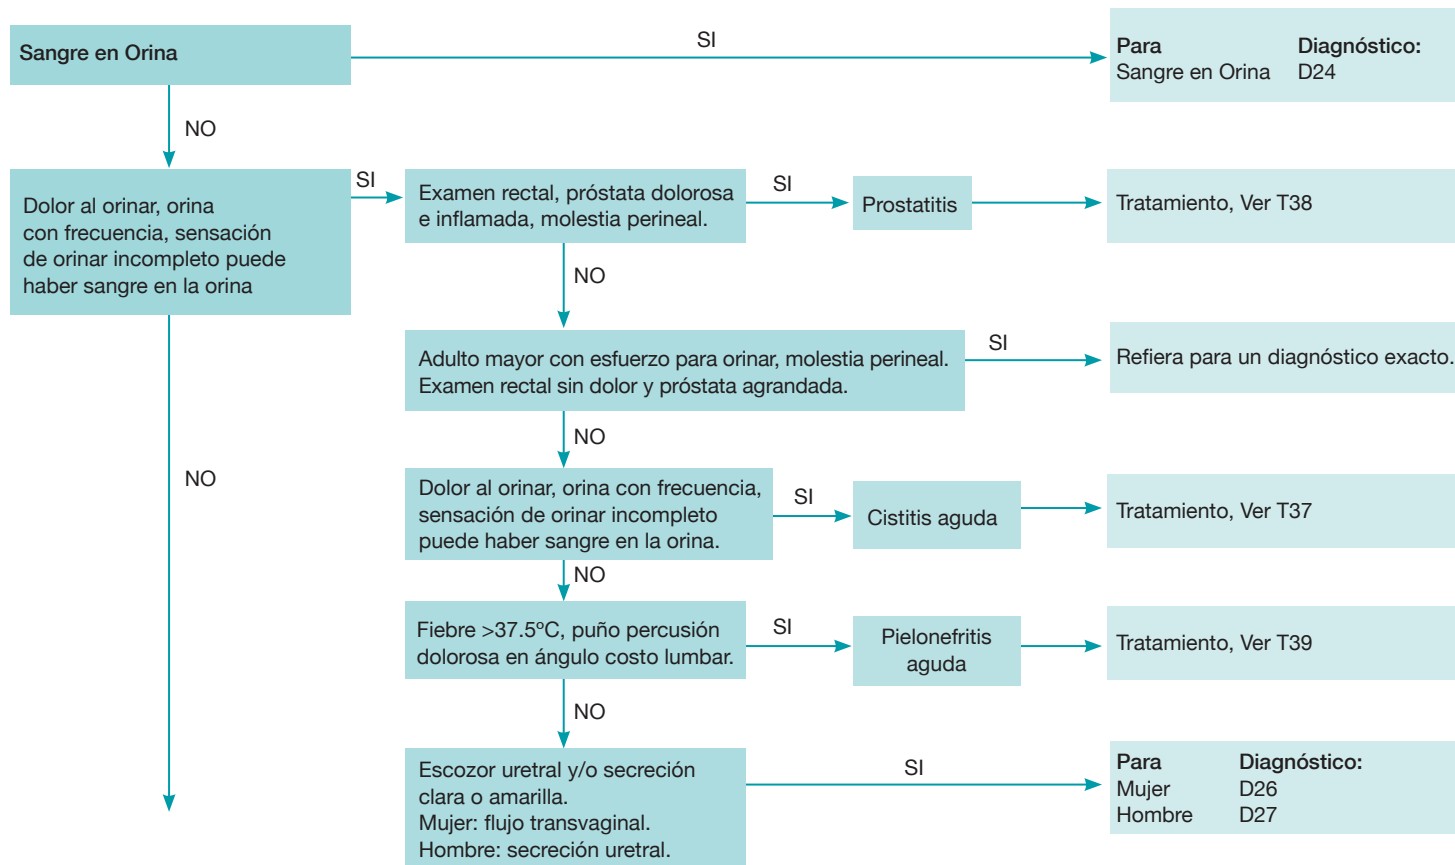 Sangre en Orina
SI
Para Diagnóstico:
Sangre en Orina D24
NO
Dolor al orinar, orina
con frecuencia, sensación
de orinar incompleto puede
haber sangre en la orina
SI
Examen rectal, próstata dolorosa
e inflamada, molestia perineal.
SI
Prostatitis
Tratamiento, Ver T38
NO
Adulto mayor con esfuerzo para orinar, molestia perineal.
Examen rectal sin dolor y próstata agrandada.
SI
Refiera para un diagnóstico exacto.
NO
NO
Dolor al orinar, orina con frecuencia,
sensación de orinar incompleto
puede haber sangre en la orina.
SI
Cistitis aguda
Tratamiento, Ver T37
NO
Fiebre >37.5ºC, puño percusión
dolorosa en ángulo costo lumbar.
SI
Pielonefritis
aguda
Tratamiento, Ver T39
NO
Escozor uretral y/o secreción
clara o amarilla.
Mujer: flujo transvaginal.
Hombre: secreción uretral.
SI
Para Diagnóstico:
Mujer D26
Hombre D27